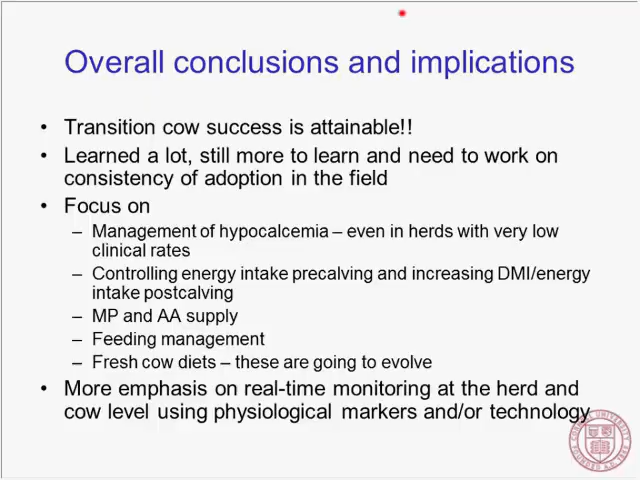 Overall conclusions and implications
• Transition cow success is attainable!!
• Learned a lot, still more to learn and need to work on
consistency of adoption in the field
• Focus on
– Management of hypocalcemia – even in herds with very low
clinical rates
– Controlling energy intake precalving and increasing DMI/energy
intake postcalving
– MP and AA supply
– Feeding management
– Fresh cow diets – these are going to evolve
• More emphasis on real-time monitoring at the herd and
cow level using physiological markers and/or technology
CORNELL UNIVERSITY
FOUNDED A.D. 1865